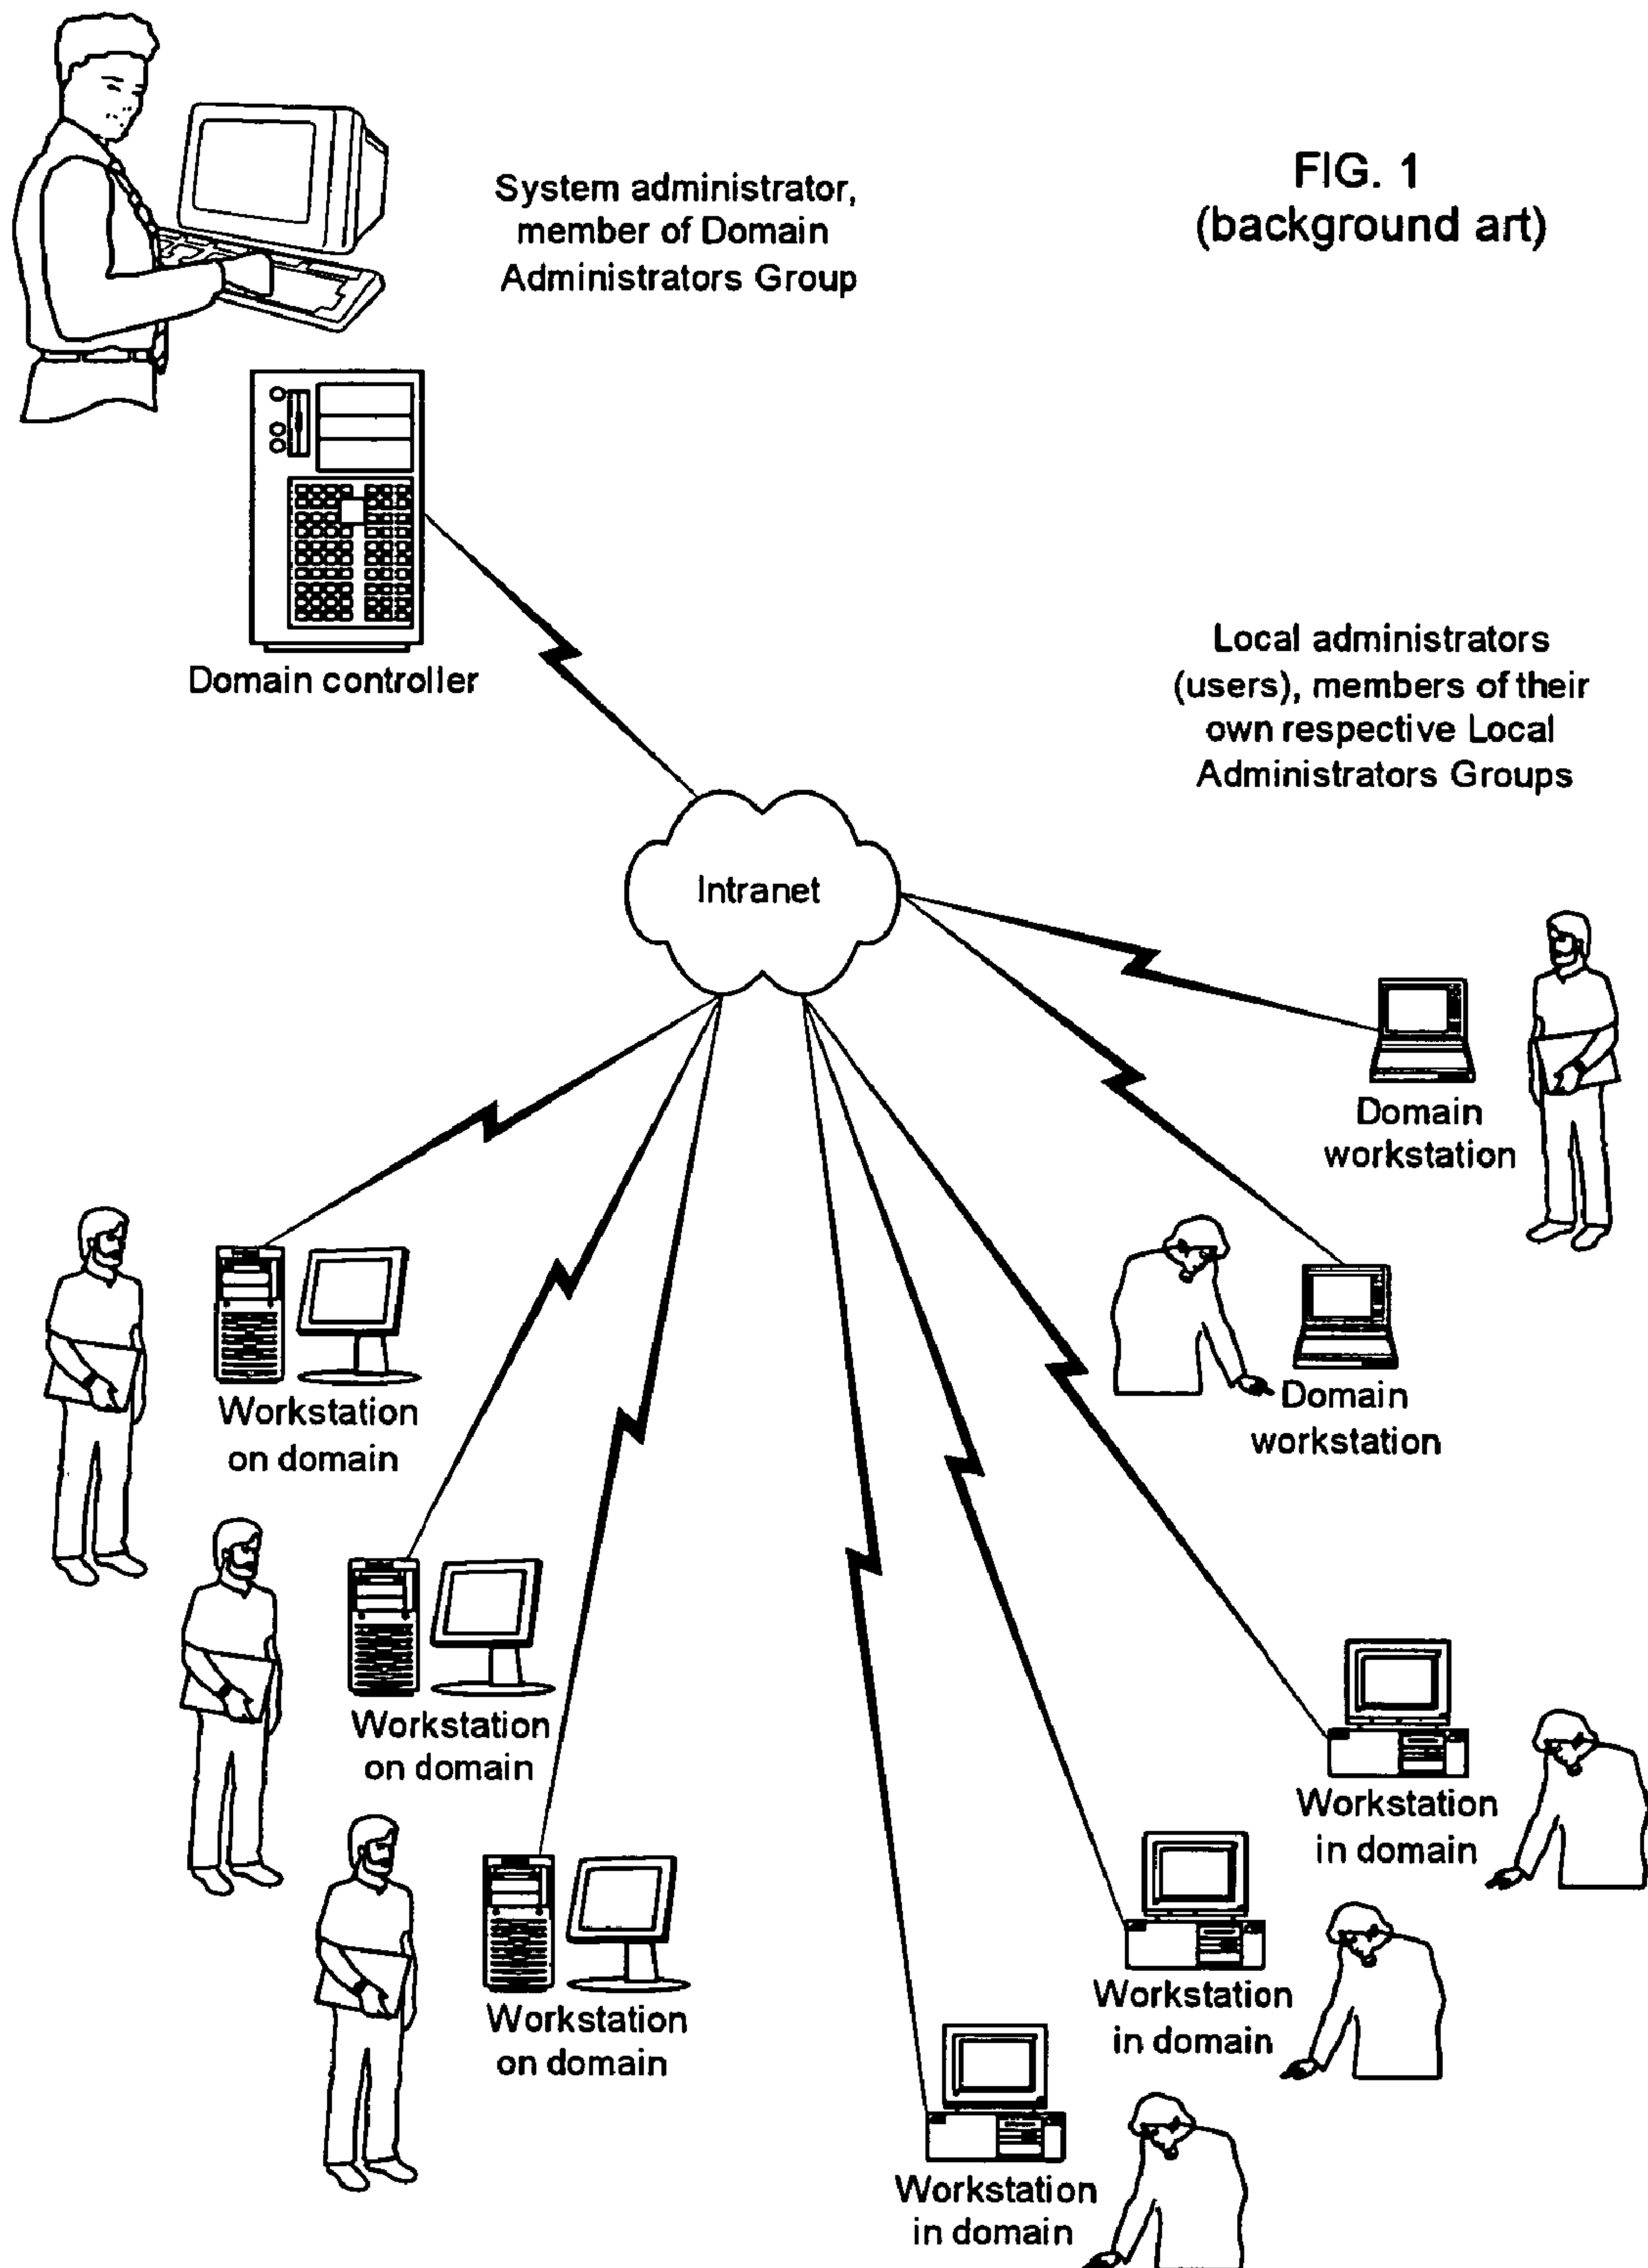 System administrator,
member of Domain
Administrators Group
FIG. 1
(background art)
Domain controller
Local administrators
(users), members of their
own respective Local
Administrators Groups
Intranet
Domain
workstation
Domain
workstation
Workstation
on domain
Workstation
on domain
Workstation
in domain
Workstation
in domain
Workstation
on domain
Workstation
in domain